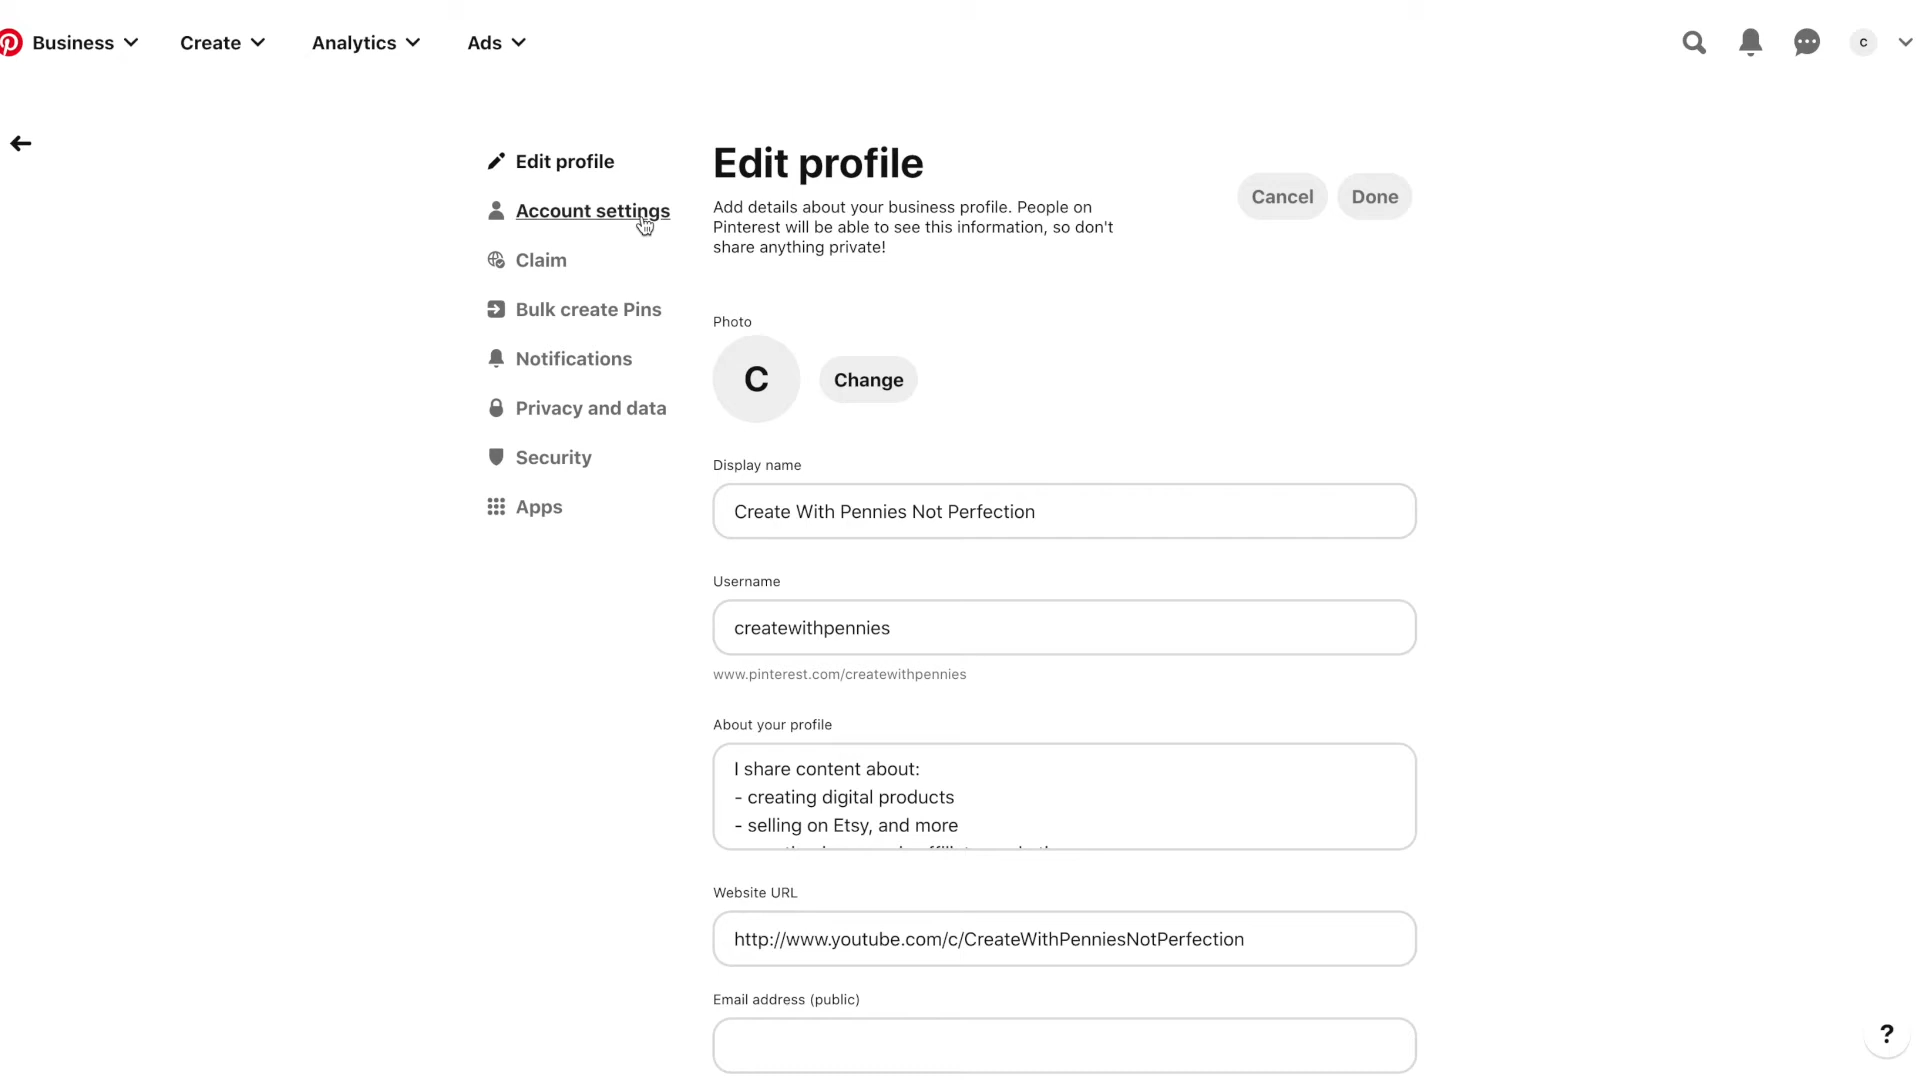 Business
Create
Analytics
Ads
C
Edit profile
Account settings
Claim
Bulk create Pins
Notifications
Privacy and data
Security
Apps
Edit profile
Add details about your business profile. People on
Pinterest will be able to see this information, so don't
share anything private!
Cancel
Done
Photo
C
Change
Display name
Create With Pennies Not Perfection
Username
createwithpennies
www.pinterest.com/createwithpennies
About your profile
I share content about:
- creating digital products
- selling on Etsy, and more
Website URL
http://www.youtube.com/c/CreateWithPenniesNotPerfection
Email address (public)
?